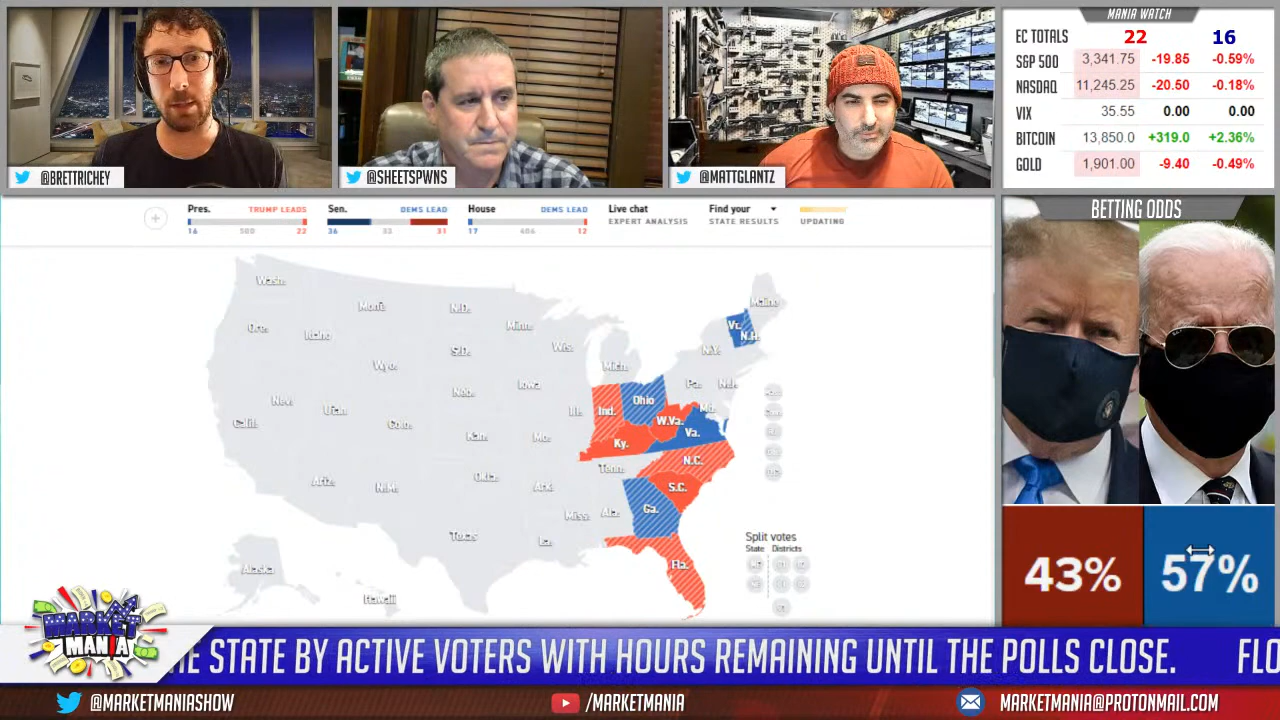 @BRETTRICHEY
@SHEETSPWNS
@MATTGLANTZ
MANIA WATCH
EC TOTALS 22 16
S&P 500 3,341.75 -19.85 -0.59%
NASDAQ 11,245.25 -20.50 -0.18%
VIX 35.55 0.00 0.00
BITCOIN 13,850.0 +319.0 +2.36%
GOLD 1,901.00 -9.40 -0.49%
Pres. TRUMP LEADS
16 500 22
Sen. DEMS LEAD
36 33 31
House DEMS LEAD
17 406 12
Live chat
EXPERT ANALYSIS
Find your
STATE RESULTS
UPDATING
BETTING ODDS
Wash.
Mont.
N.D.
Minn.
Maine
Vt.
N.H.
Ore.
Idaho
S.D.
Wis.
N.Y.
Wyo.
Mich.
Nev.
Utah
Neb.
Iowa
Pa.
N.J.
Calif.
Colo.
Kan.
Mo.
Ill.
Ind.
Ohio
W.Va.
Md.
Va.
Ky.
Ariz.
N.M.
Okla.
Ark.
Tenn.
N.C.
S.C.
Texas
La.
Miss.
Ala.
Ga.
Fla.
Alaska
Hawaii
Split votes
State Districts
43% 57%
MARKET
MANIA
THE STATE BY ACTIVE VOTERS WITH HOURS REMAINING UNTIL THE POLLS CLOSE. FLO
@MARKETMANIASHOW /MARKETMANIA MARKETMANIA@PROTONMAIL.COM